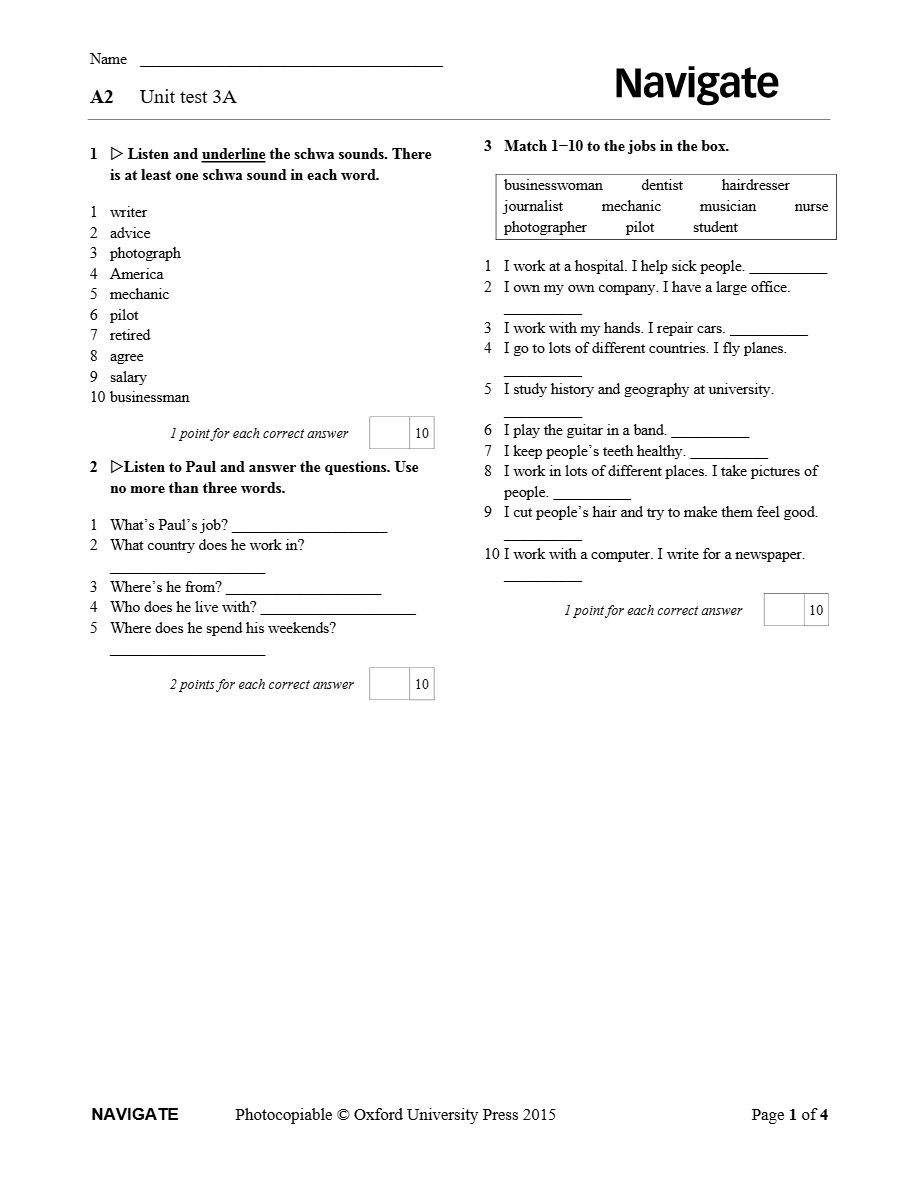 Name ___________________________________
Navigate
A2 Unit test 3A
1 ▷ Listen and underline the schwa sounds. There
is at least one schwa sound in each word.
1 writer
2 advice
3 photograph
4 America
5 mechanic
6 pilot
7 retired
8 agree
9 salary
10 businessman
1 point for each correct answer 10
2 ▷Listen to Paul and answer the questions. Use
no more than three words.
1 What’s Paul’s job? ____________________
2 What country does he work in?
____________________
3 Where’s he from? ____________________
4 Who does he live with? ____________________
5 Where does he spend his weekends?
____________________
2 points for each correct answer 10
3 Match 1–10 to the jobs in the box.
businesswoman dentist hairdresser
journalist mechanic musician nurse
photographer pilot student
1 I work at a hospital. I help sick people. __________
2 I own my own company. I have a large office.
__________
3 I work with my hands. I repair cars. __________
4 I go to lots of different countries. I fly planes.
__________
5 I study history and geography at university.
__________
6 I play the guitar in a band. __________
7 I keep people’s teeth healthy. __________
8 I work in lots of different places. I take pictures of
people. __________
9 I cut people’s hair and try to make them feel good.
__________
10 I work with a computer. I write for a newspaper.
__________
1 point for each correct answer 10
NAVIGATE Photocopiable © Oxford University Press 2015 Page 1 of 4